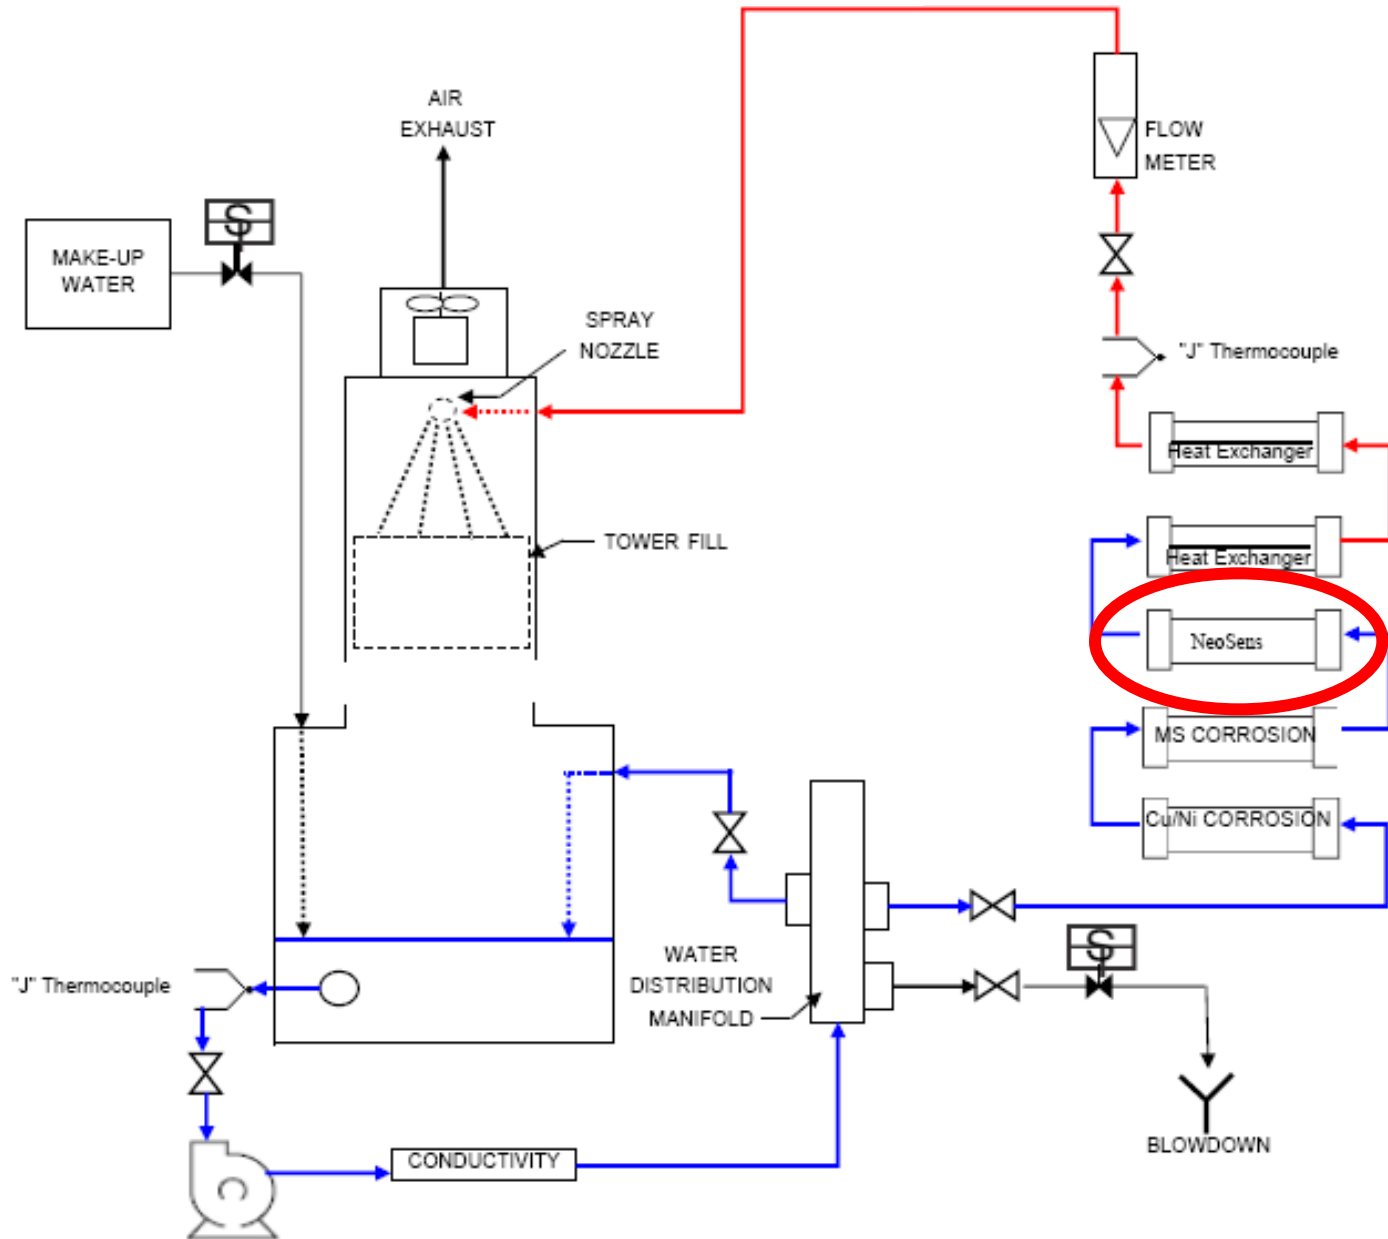 AIR
EXHAUST
FLOW
METER
S
MAKE-UP
WATER
SPRAY
NOZZLE
"J" Thermocouple
Heat Exchanger
TOWER FILL
Heat Exchanger
NeoSens
MS CORROSION
Cu/Ni CORROSION
WATER
DISTRIBUTION
MANIFOLD
S
"J" Thermocouple
CONDUCTIVITY
BLOWDOWN
C